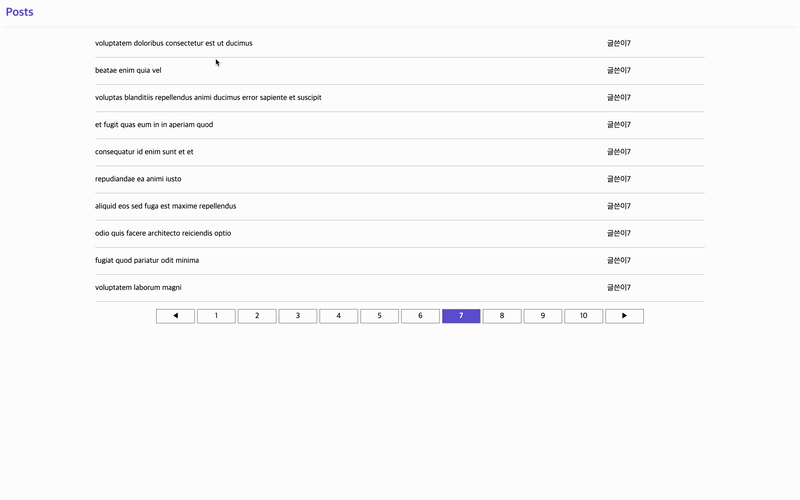 Posts
voluptatem doloribus consectetur est ut ducimus 글쓴이7
beatae enim quia vel 글쓴이7
voluptas blanditiis repellendus animi ducimus error sapiente et suscipit 글쓴이7
et fugit quas eum in in aperiam quod 글쓴이7
consequatur id enim sunt et et 글쓴이7
repudiandae ea animi iusto 글쓴이7
aliquid eos sed fuga est maxime repellendus 글쓴이7
odio quis facere architecto reiciendis optio 글쓴이7
fugiat quod pariatur odit minima 글쓴이7
voluptatem laborum magni 글쓴이7
◀ 1 2 3 4 5 6 7 8 9 10 ▶